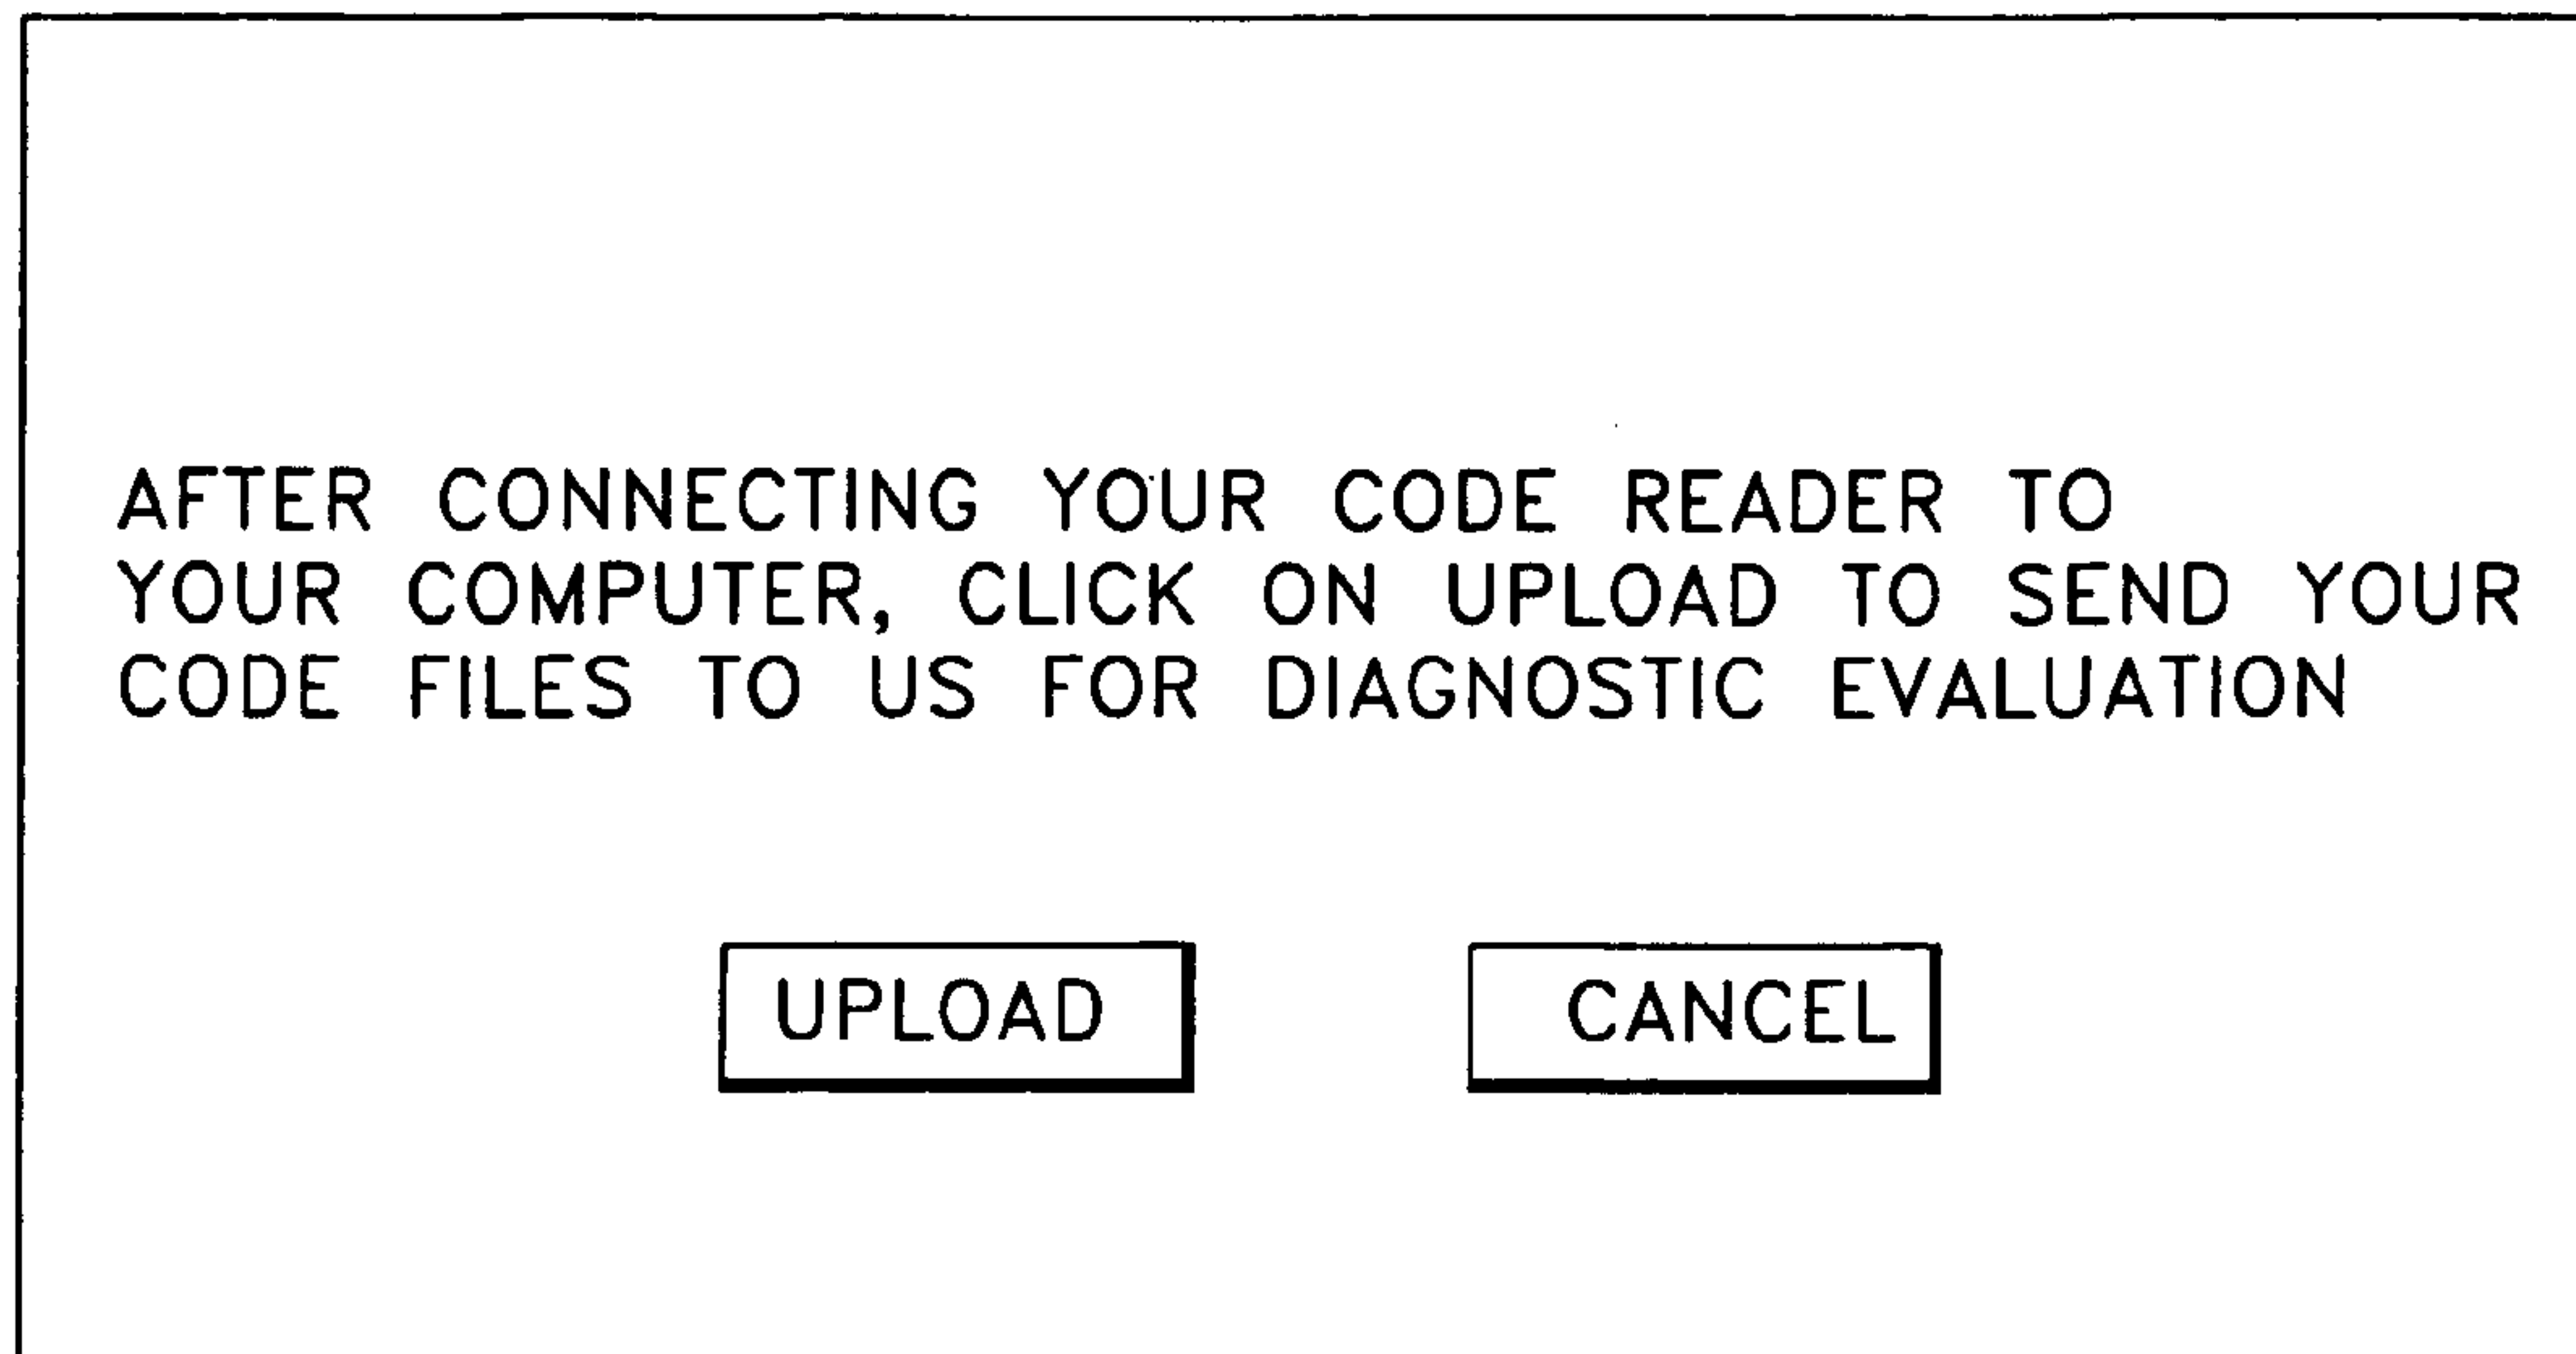 AFTER CONNECTING YOUR CODE READER TO
YOUR COMPUTER, CLICK ON UPLOAD TO SEND YOUR
CODE FILES TO US FOR DIAGNOSTIC EVALUATION
UPLOAD CANCEL